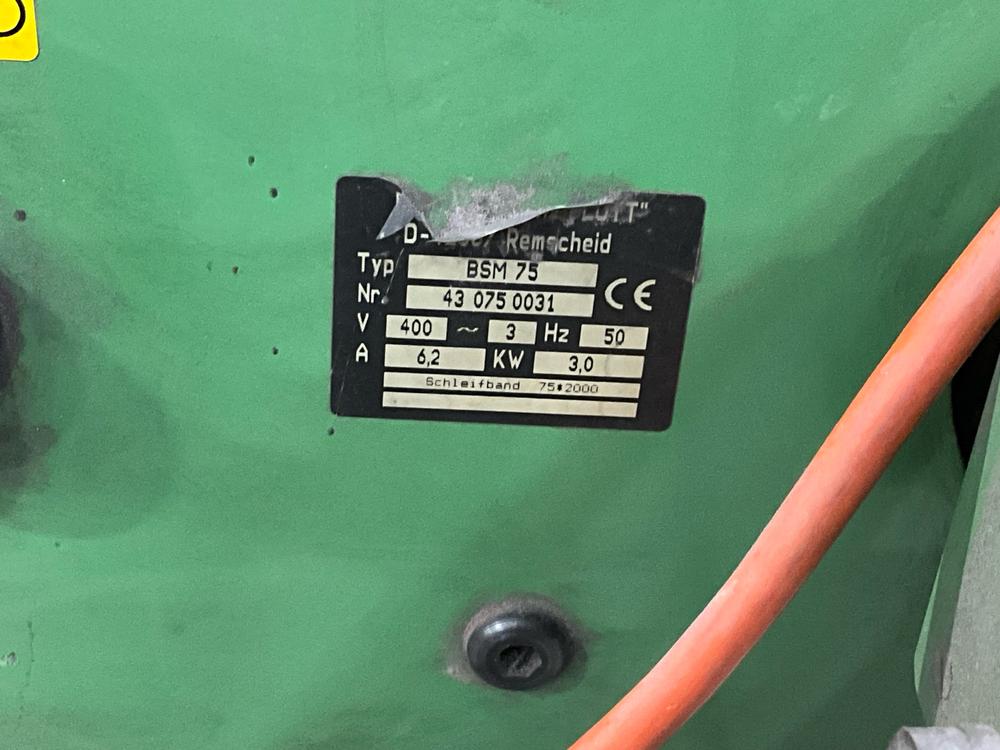 D- Remscheid
Typ BSM 75
Nr. 43 075 0031
CE
V 400 ~ 3 Hz 50
A 6,2 KW 3,0
Schleifband 75*2000